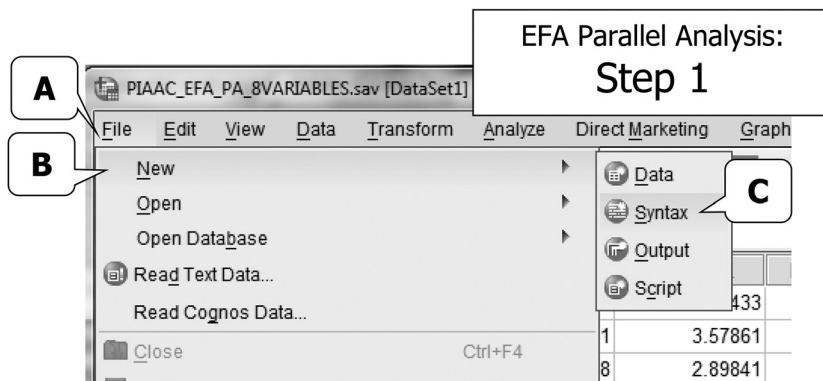 EFA Parallel Analysis:
Step 1
A
PIAAC_EFA_PA_8VARIABLES.sav [DataSet1]
File Edit View Data Transform Analyze Direct Marketing Graph
B
New
Open
Open Database
Read Text Data...
Read Cognos Data...
Close Ctrl+F4
Data
Syntax
C
Output
Script
433
1 3.57861
8 2.89841